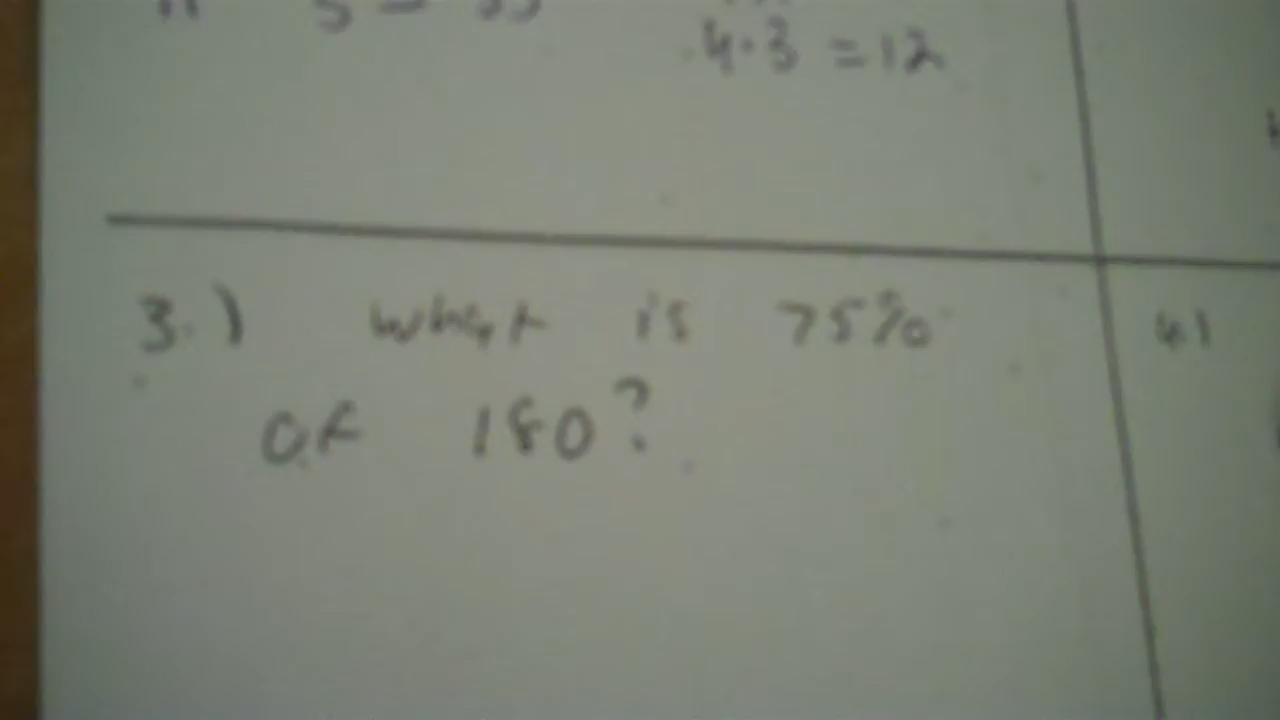 4·3 =12
3.) what is 75%
4.)
of 180?